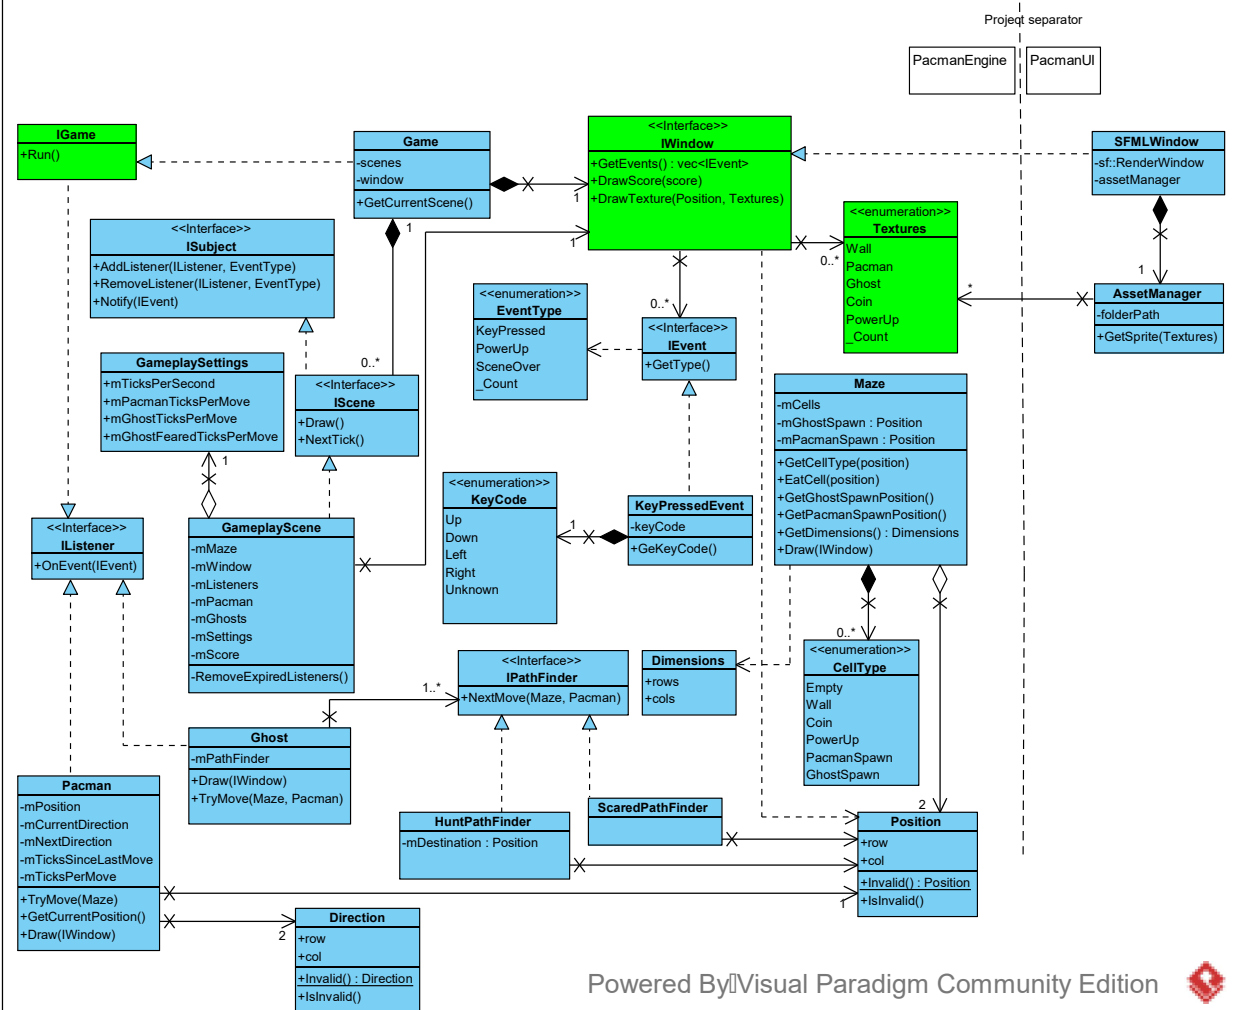 Project separator
PacmanEngine
PacmanUI
IGame
+Run()
Game
-scenes
-window
+GetCurrentScene()
<<Interface>>
IWindow
+GetEvents() : vec<IEvent>
+DrawScore(score)
+DrawTexture(Position, Textures)
SFMLWindow
-sf::RenderWindow
-assetManager
1
1
1
<<Interface>>
ISubject
+AddListener(IListener, EventType)
+RemoveListener(IListener, EventType)
+Notify(IEvent)
<<enumeration>>
Textures
Wall
Pacman
Ghost
Coin
PowerUp
_Count
0..*
1
*
AssetManager
-folderPath
+GetSprite(Textures)
<<enumeration>>
EventType
KeyPressed
PowerUp
SceneOver
_Count
0..*
<<Interface>>
IEvent
+GetType()
GameplaySettings
+mTicksPerSecond
+mPacmanTicksPerMove
+mGhostTicksPerMove
+mGhostFearedTicksPerMove
0..*
<<Interface>>
IScene
+Draw()
+NextTick()
Maze
-mCells
-mGhostSpawn : Position
-mPacmanSpawn : Position
+GetCellType(position)
+EatCell(position)
+GetGhostSpawnPosition()
+GetPacmanSpawnPosition()
+GetDimensions() : Dimensions
+Draw(IWindow)
1
<<enumeration>>
KeyCode
Up
Down
Left
Right
Unknown
1
KeyPressedEvent
-keyCode
+GeKeyCode()
<<Interface>>
IListener
+OnEvent(IEvent)
GameplayScene
-mMaze
-mWindow
-mListeners
-mPacman
-mGhosts
-mSettings
-mScore
-RemoveExpiredListeners()
0..*
<<enumeration>>
CellType
Empty
Wall
Coin
PowerUp
PacmanSpawn
GhostSpawn
<<Interface>>
IPathFinder
+NextMove(Maze, Pacman)
1..*
Dimensions
+rows
+cols
Ghost
-mPathFinder
+Draw(IWindow)
+TryMove(Maze, Pacman)
Pacman
-mPosition
-mCurrentDirection
-mNextDirection
-mTicksSinceLastMove
-mTicksPerMove
+TryMove(Maze)
+GetCurrentPosition()
+Draw(IWindow)
HuntPathFinder
-mDestination : Position
ScaredPathFinder
2
Position
+row
+col
+Invalid() : Position
+IsInvalid()
1
2
Direction
+row
+col
+Invalid() : Direction
+IsInvalid()
Powered By Visual Paradigm Community Edition